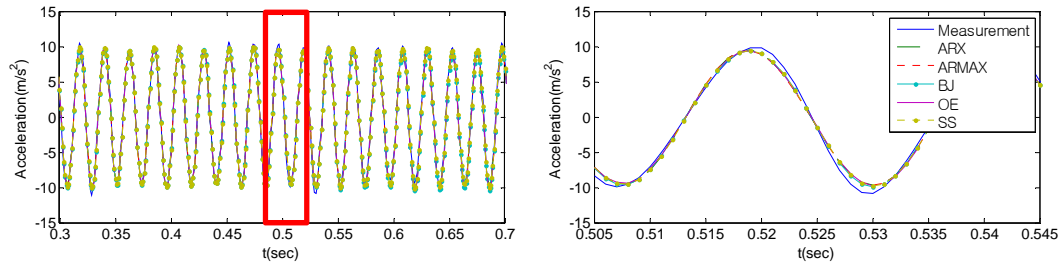 15
10
5
0
-5
-10
-15
Acceleration(m/s²)
0.3 0.35 0.4 0.45 0.5 0.55 0.6 0.65 0.7
t(sec)
15
10
5
0
-5
-10
-15
Acceleration(m/s²)
0.505 0.51 0.515 0.52 0.525 0.53 0.535 0.54 0.545
t(sec)
Measurement
ARX
ARMAX
BJ
OE
SS